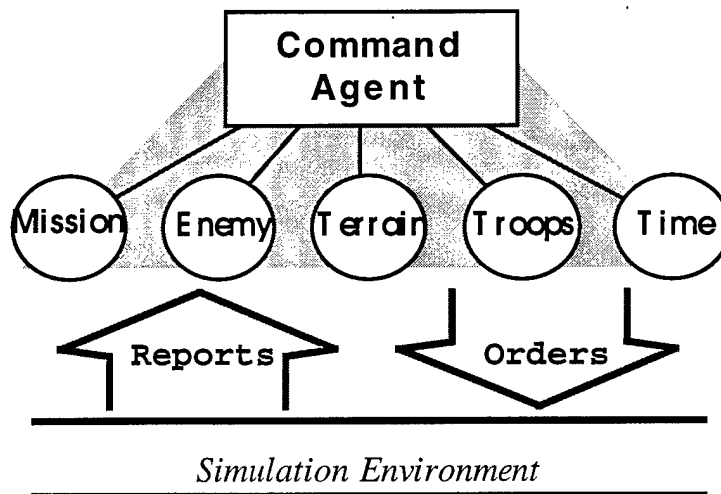 Command
Agent
Mission
Enemy
Terrain
Troops
Time
Reports
Orders
Simulation Environment